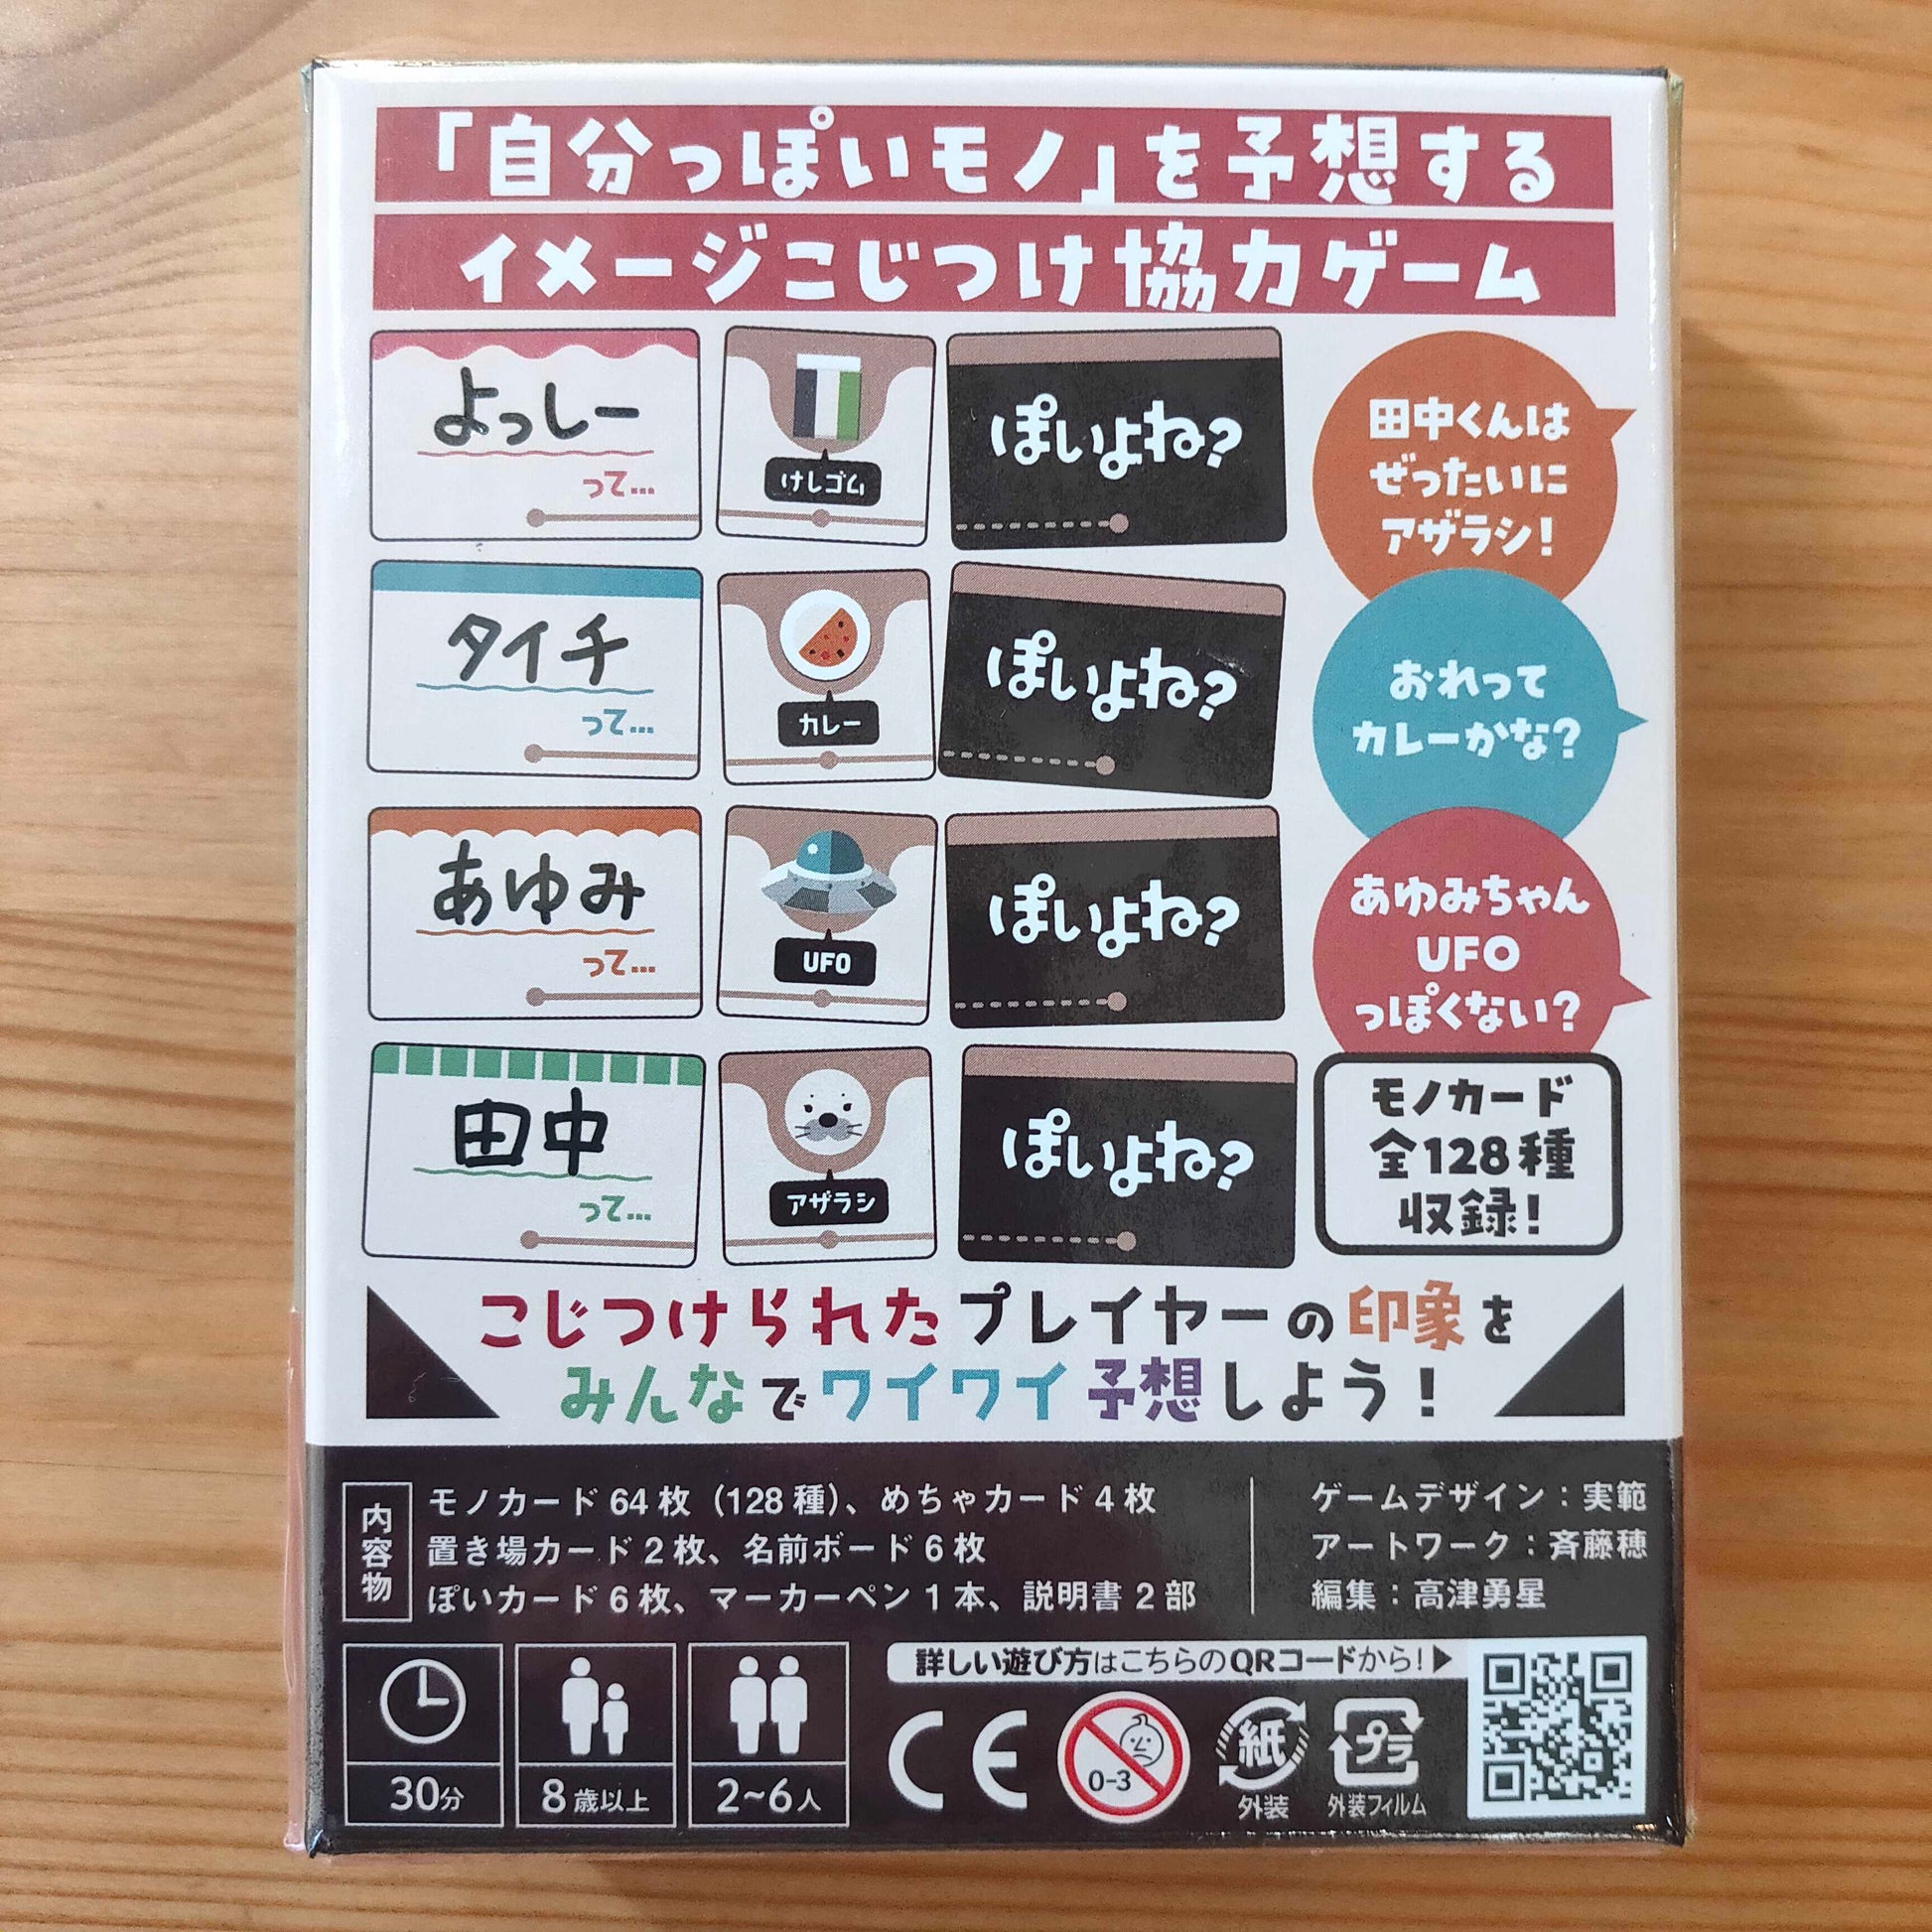 「自分っぽいモノ」を予想する
イメージこじつけ協力ゲーム
よっしー
って…
けしゴム
ぽいよね?
田中くんは
ぜったいに
アザラシ!
タイチ
って…
カレー
ぽいよね?
おれって
カレーかな?
あゆみ
って…
UFO
ぽいよね?
あゆみちゃん
UFO
っぽくない?
田中
って…
アザラシ
ぽいよね?
モノカード
全128種
収録!
こじつけられたプレイヤーの印象を
みんなでワイワイ予想しよう!
内容物
モノカード 64 枚（128 種）、めちゃカード 4 枚
置き場カード 2 枚、名前ボード 6 枚
ぽいカード 6 枚、マーカーペン 1 本、説明書 2 部
ゲームデザイン：実範
アートワーク：斉藤穂
編集：高津勇星
30分
8歳以上
2~6人
詳しい遊び方はこちらのQRコードから!▶
CE
0-3
紙
外装
プラ
外装フィルム